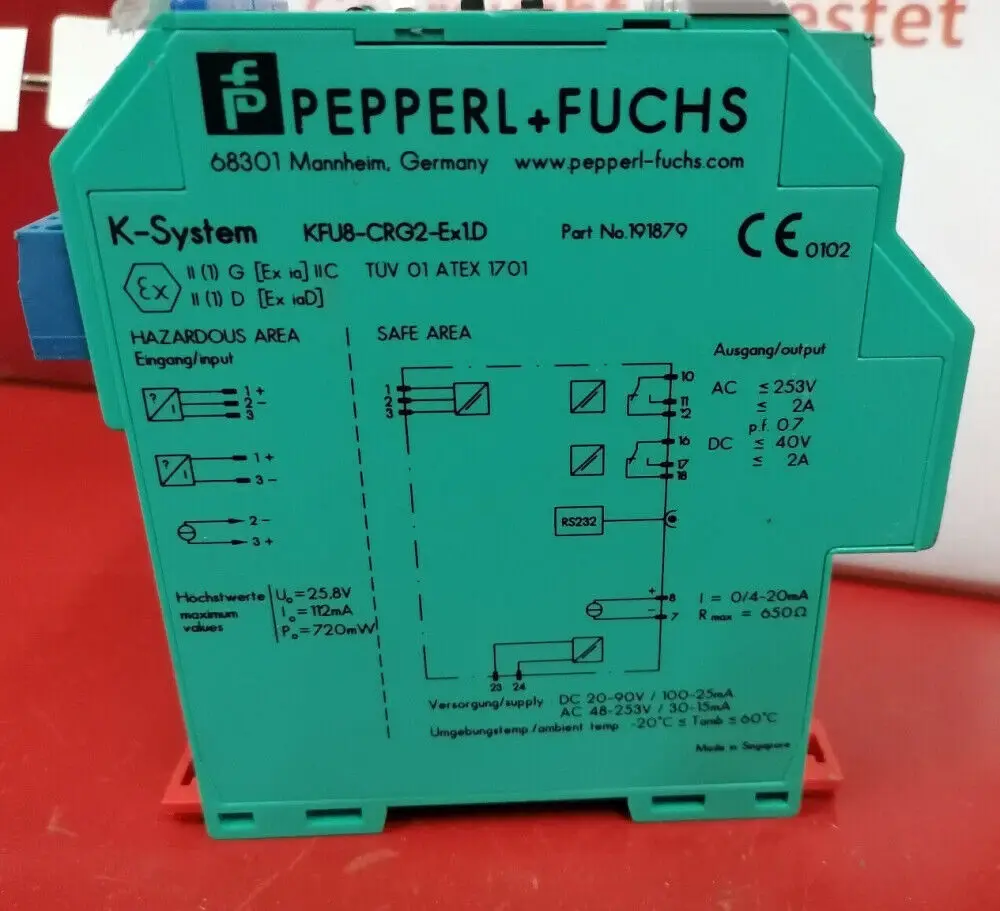 PEPPERL+FUCHS
68301 Mannheim, Germany www.pepperl-fuchs.com
K-System KFU8-CRG2-Ex1.D Part No.191879 CE 0102
Ex II (1) G [Ex ia] IIC TÜV 01 ATEX 1701
II (1) D [Ex iaD]
HAZARDOUS AREA SAFE AREA
Eingang/input
Ausgang/output
1 +
2 -
3
1 +
3 -
2 -
3 +
1
2
3
10
11
12
16
17
18
AC ≤ 253V
≤ 2A
p.f. 0.7
DC ≤ 40V
≤ 2A
RS232
Höchstwerte
maximum
values
Uo = 25.8V
Io = 112mA
Po = 720mW
+ 8 I = 0/4-20mA
- 7 R max = 650Ω
23 24
Versorgung/supply DC 20-90V / 100-25mA
AC 48-253V / 30-15mA
Umgebungstemp./ambient temp -20°C ≤ Tamb ≤ 60°C
Made in Singapore